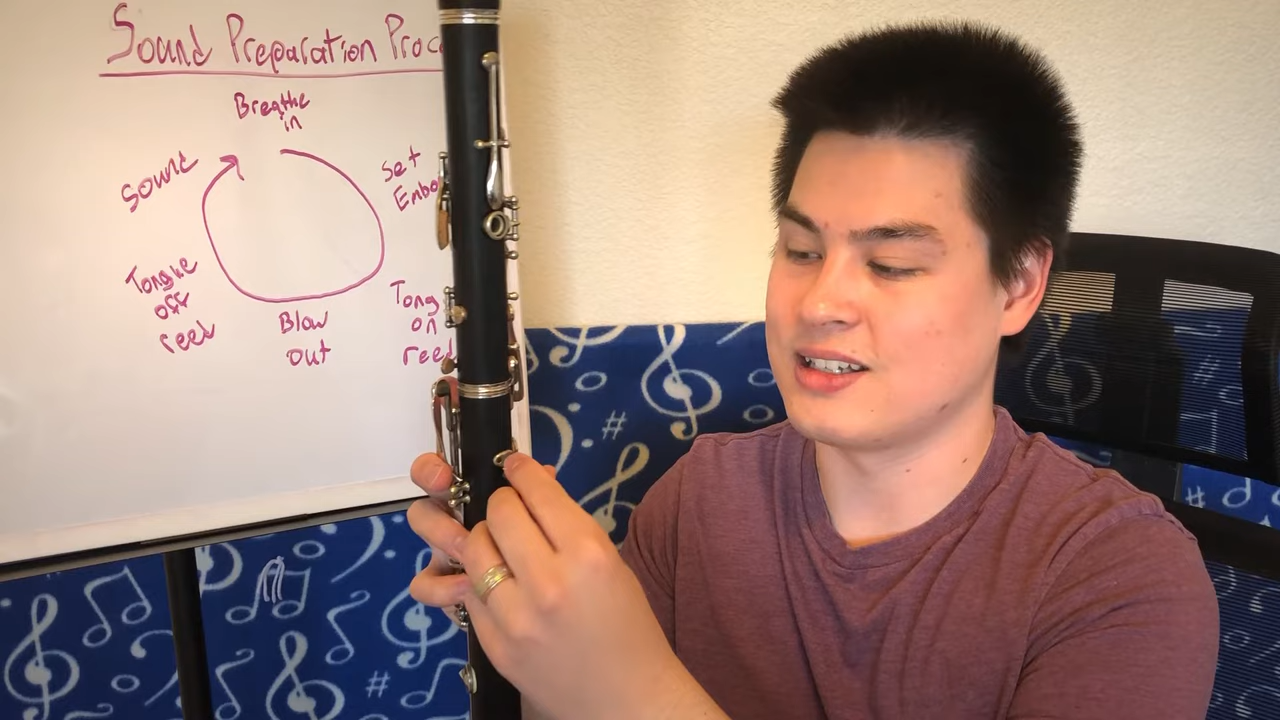 Sound Preparation Proc
Breathe
in
Set
Embo
Tong
on
reed
Blow
out
Tongue
off
reed
Sound